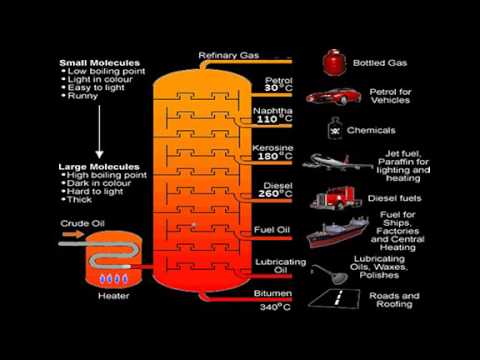 Refinary Gas
Small Molecules
• Low boiling point
• Light in colour
• Easy to light
• Runny
Large Molecules
• High boiling point
• Dark in colour
• Hard to light
• Thick
Crude Oil
Heater
Petrol
30°C
Naphtha
110°C
Kerosine
180°C
Diesel
260°C
Fuel Oil
Lubricating
Oil
Bitumen
340°C
Bottled Gas
Petrol for
Vehicles
Chemicals
Jet fuel,
Paraffin for
lighting and
heating
Diesel fuels
Fuel for
Ships,
Factories
and Central
Heating
Lubricating
Oils, Waxes,
Polishes
Roads and
Roofing